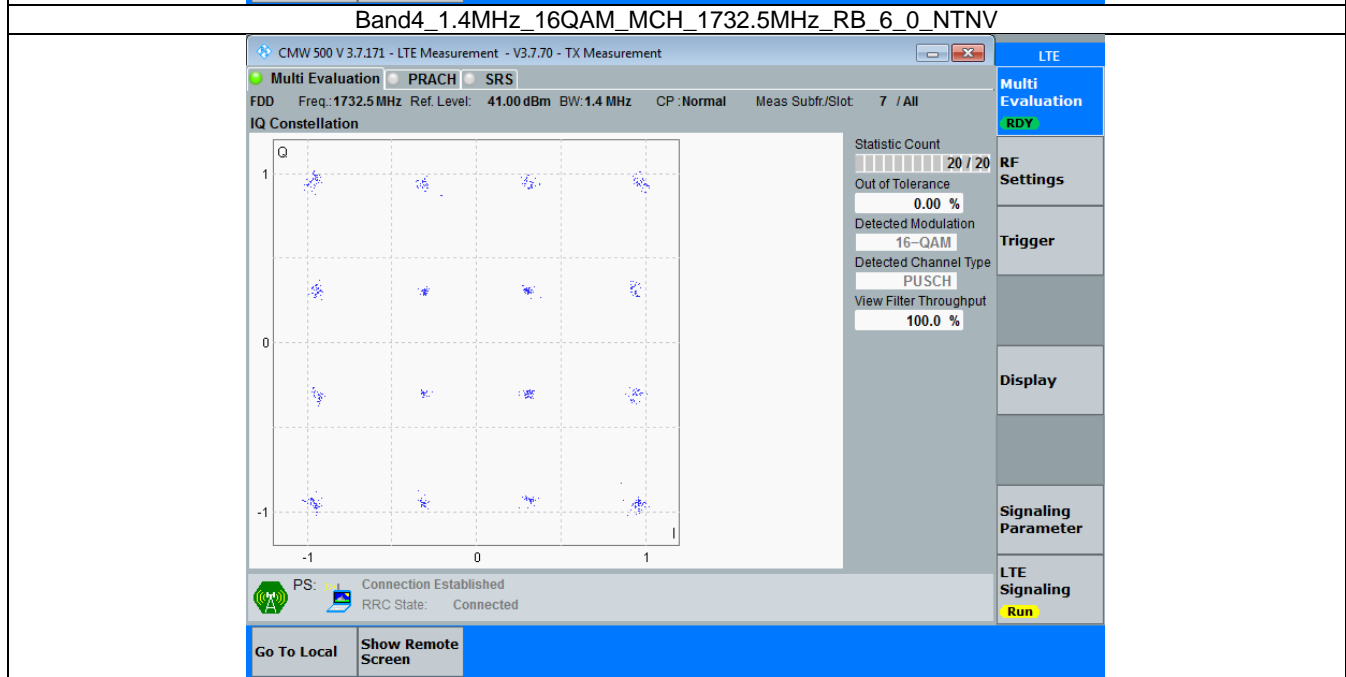 Band4_1.4MHz_16QAM_MCH_1732.5MHz_RB_6_0_NTNV
CMW 500 V 3.7.171 - LTE Measurement - V3.7.70 - TX Measurement
LTE
Multi Evaluation PRACH SRS
Multi
Evaluation
RDY
FDD Freq.:1732.5 MHz Ref. Level: 41.00 dBm BW:1.4 MHz CP :Normal Meas Subfr./Slot: 7 / All
IQ Constellation
Q
1
0
-1
-1 0 1
I
Statistic Count
20 / 20
Out of Tolerance
0.00 %
Detected Modulation
16-QAM
Detected Channel Type
PUSCH
View Filter Throughput
100.0 %
RF
Settings
Trigger
Display
Signaling
Parameter
LTE
Signaling
Run
PS: Connection Established
RRC State: Connected
Go To Local
Show Remote
Screen